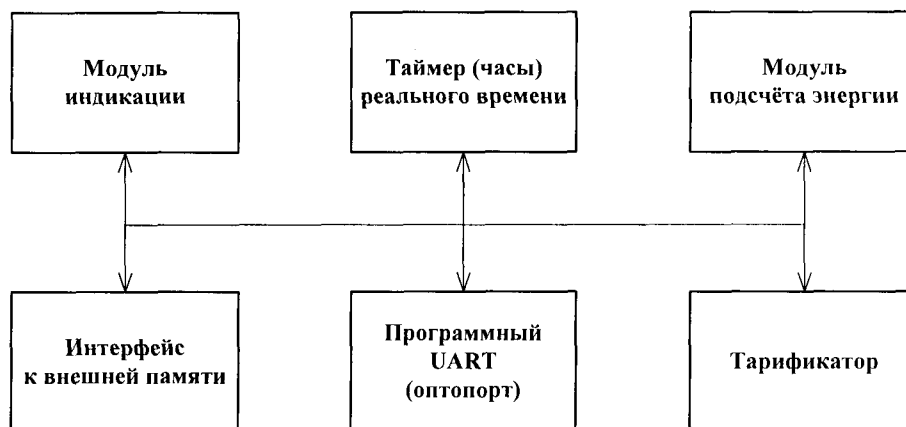 Модуль
индикации
Таймер (часы)
реального времени
Модуль
подсчёта энергии
Интерфейс
к внешней памяти
Программный
UART
(оптопорт)
Тарификатор